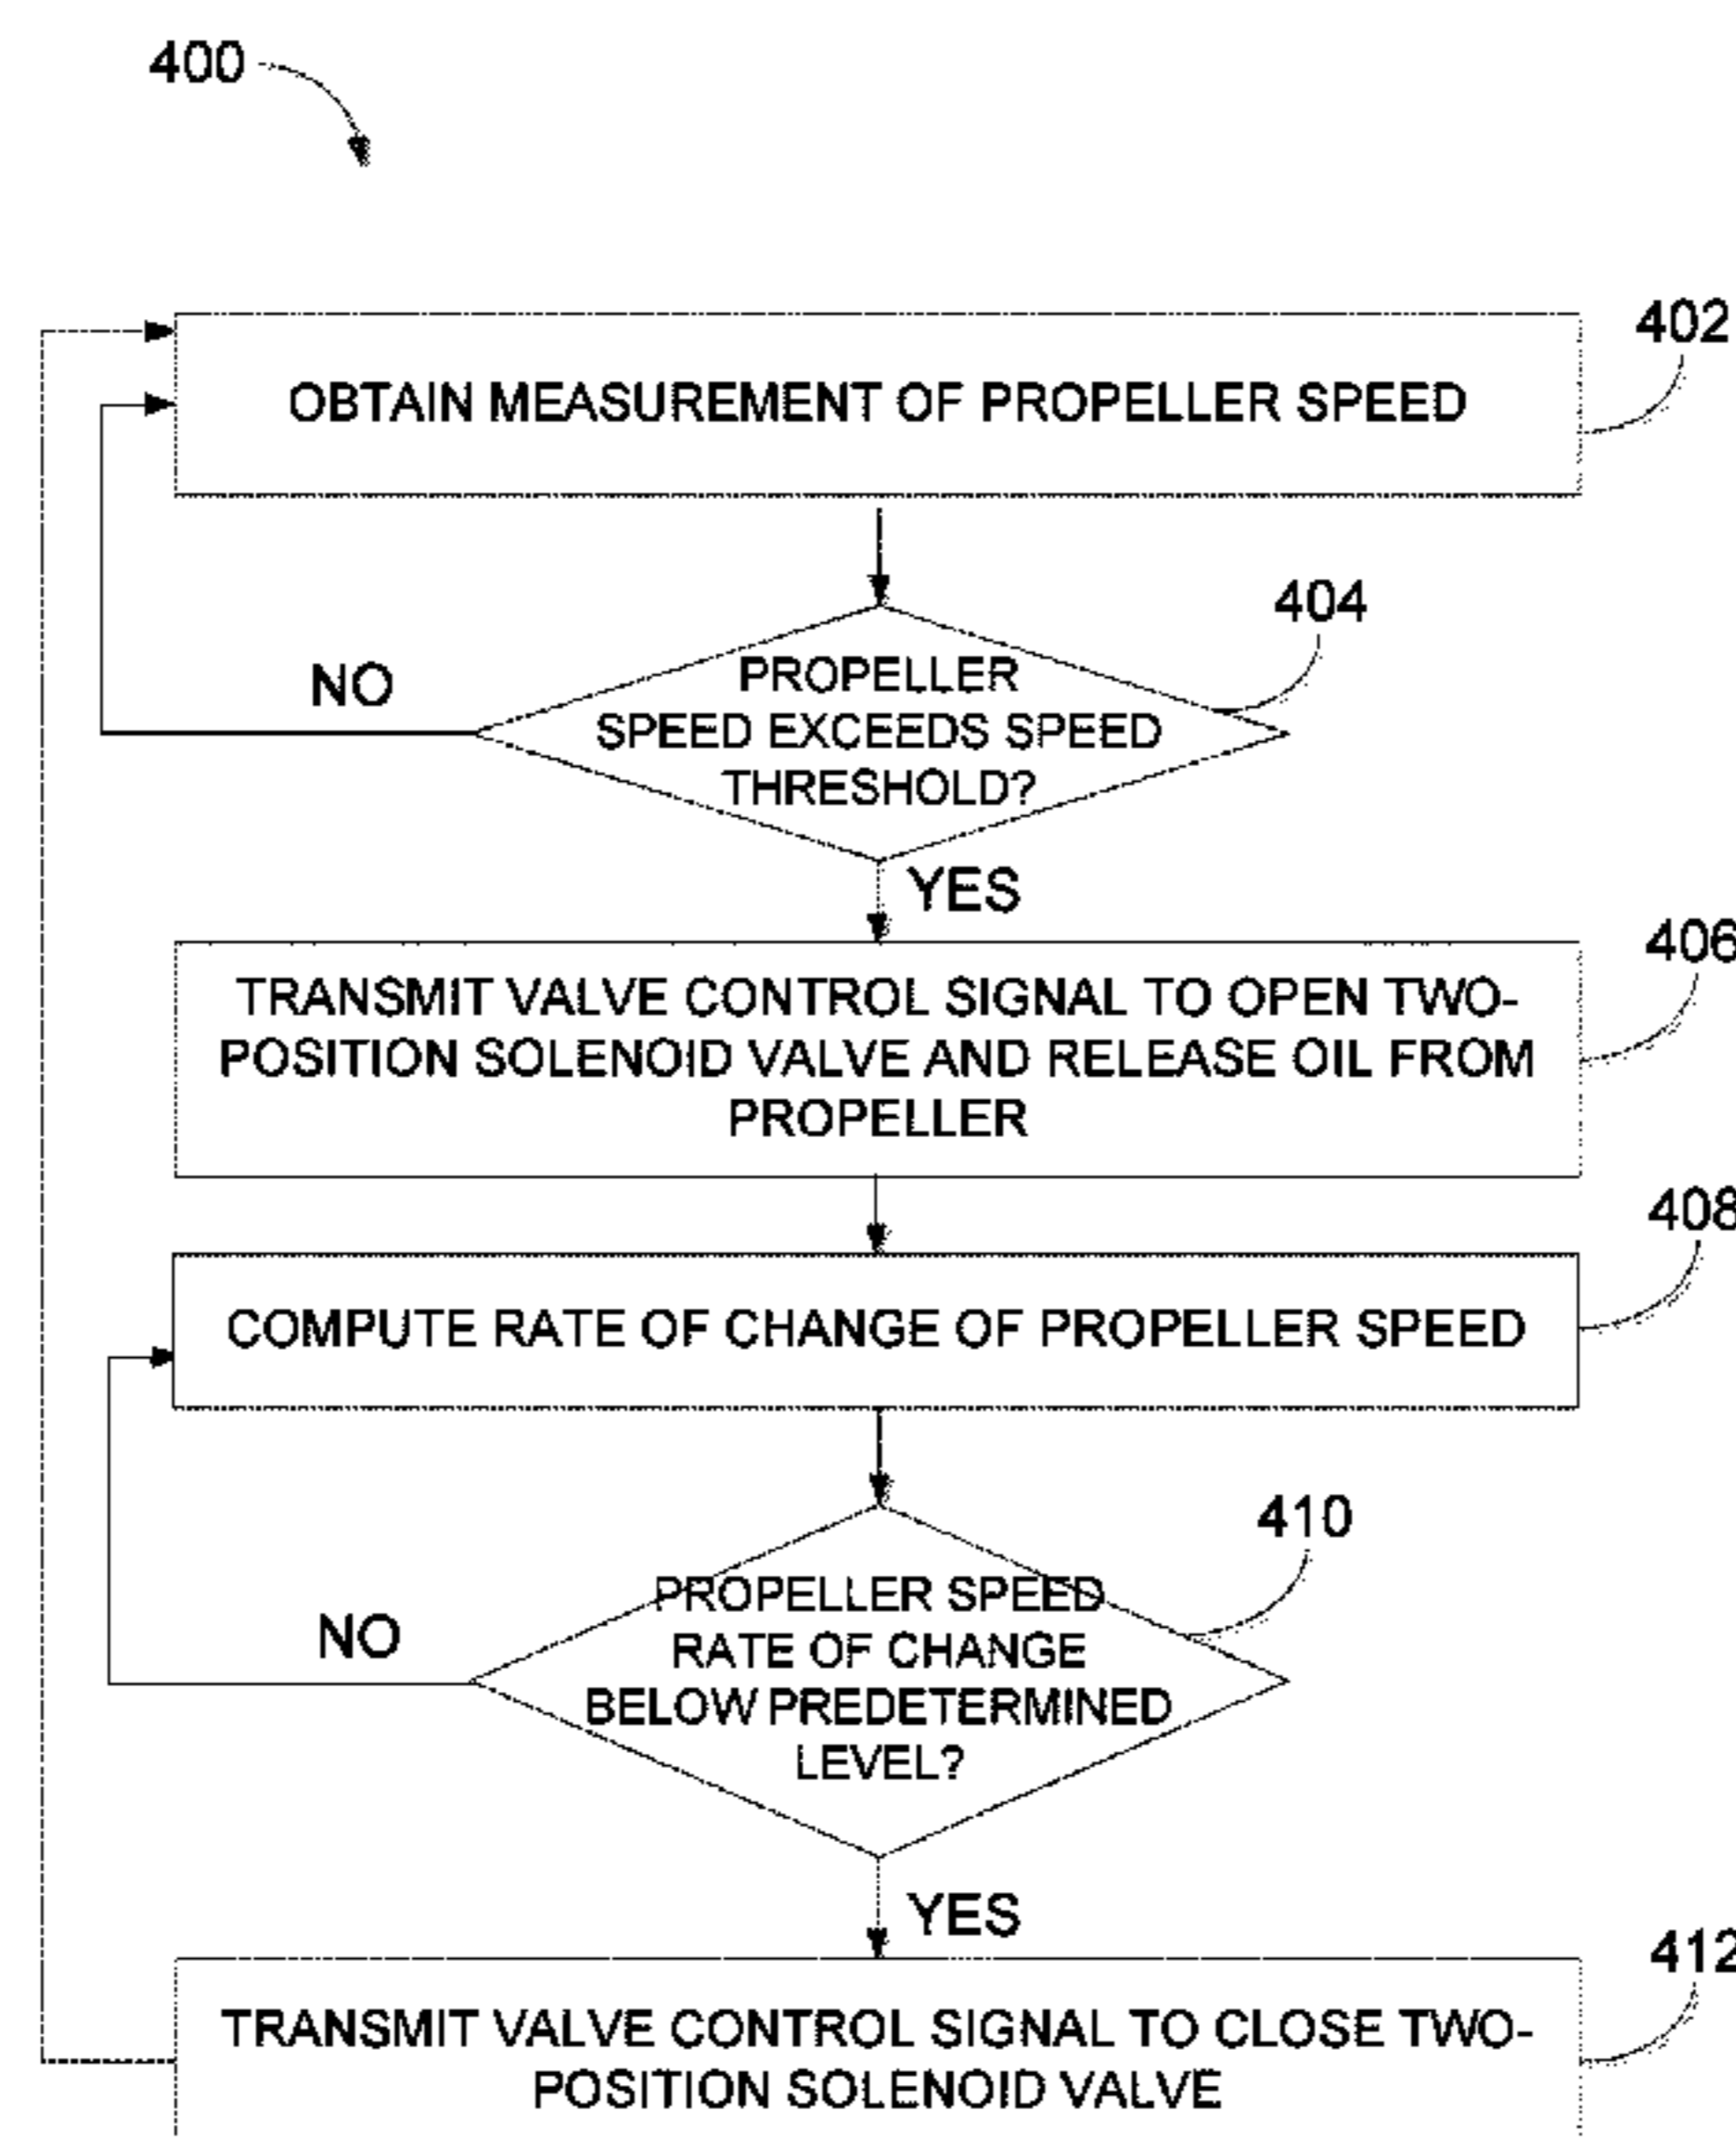 400
402
OBTAIN MEASUREMENT OF PROPELLER SPEED
404
NO
PROPELLER
SPEED EXCEEDS SPEED
THRESHOLD?
YES
406
TRANSMIT VALVE CONTROL SIGNAL TO OPEN TWO-
POSITION SOLENOID VALVE AND RELEASE OIL FROM
PROPELLER
408
COMPUTE RATE OF CHANGE OF PROPELLER SPEED
410
NO
PROPELLER SPEED
RATE OF CHANGE
BELOW PREDETERMINED
LEVEL?
YES
412
TRANSMIT VALVE CONTROL SIGNAL TO CLOSE TWO-
POSITION SOLENOID VALVE